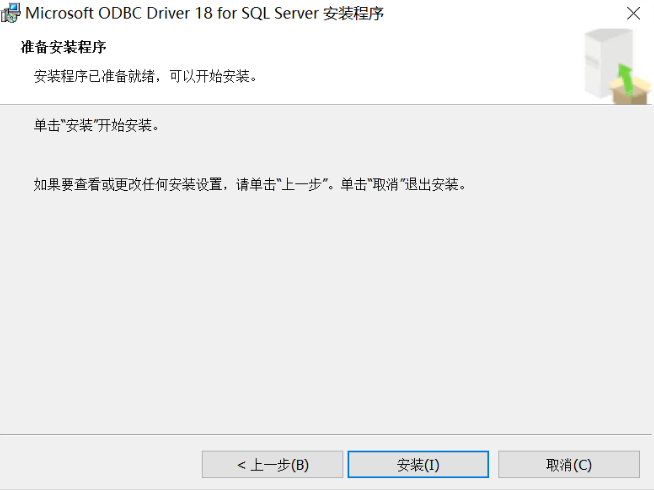 Microsoft ODBC Driver 18 for SQL Server 安装程序
准备安装程序
安装程序已准备就绪，可以开始安装。
单击“安装”开始安装。
如果要查看或更改任何安装设置，请单击“上一步”。单击“取消”退出安装。
< 上一步(B) 安装(I) 取消(C)